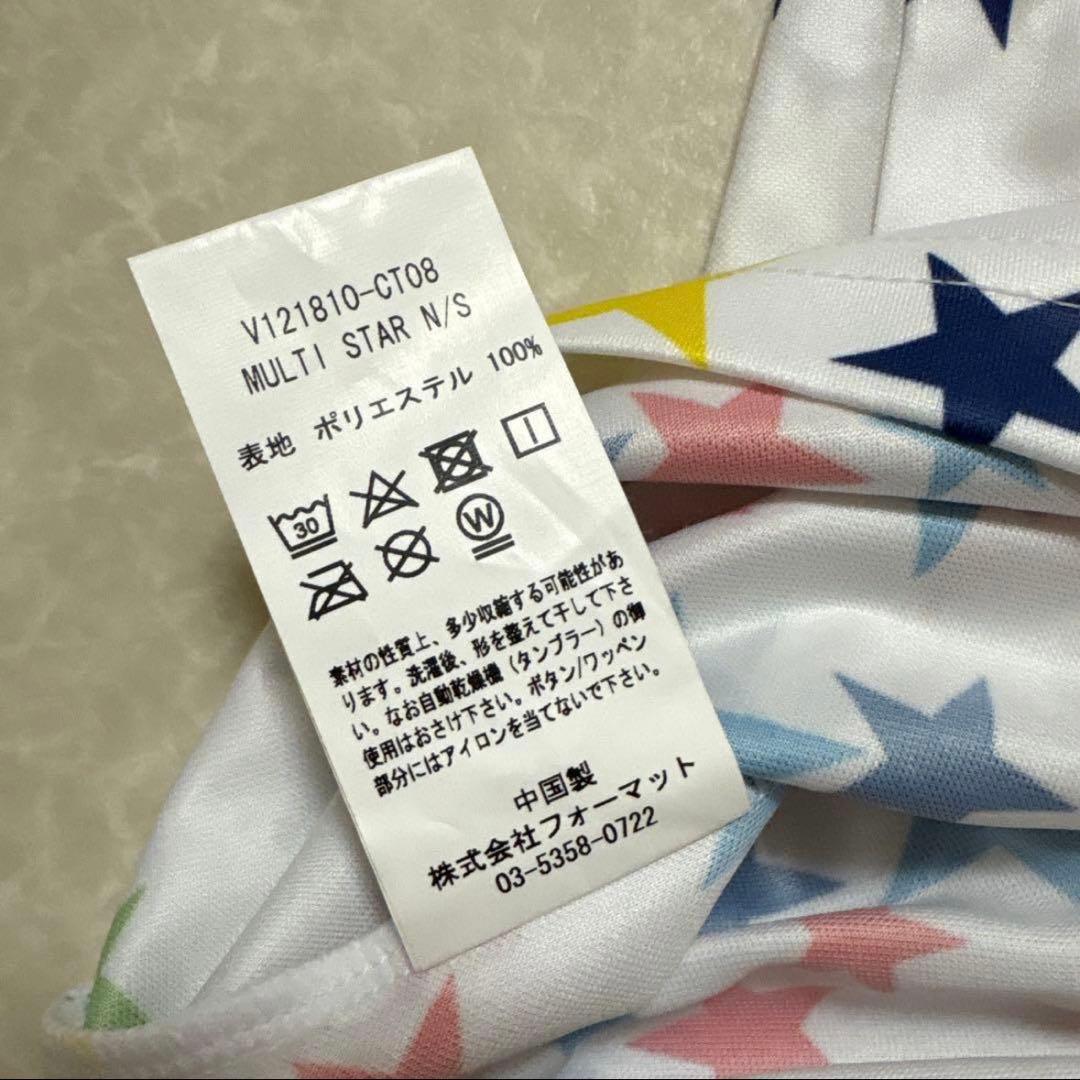 V121810-CT08
MULTI STAR N/S
表地 ポリエステル 100%
30
W
素材の性質上、多少収縮する可能性があ
ります。洗濯後、形を整えて干して下さ
い。なお自動乾燥機(タンブラー)の御
使用はおさけ下さい。ボタン/ワッペン
部分にはアイロンを当てないで下さい。
中国製
株式会社フォーマット
03-5358-0722